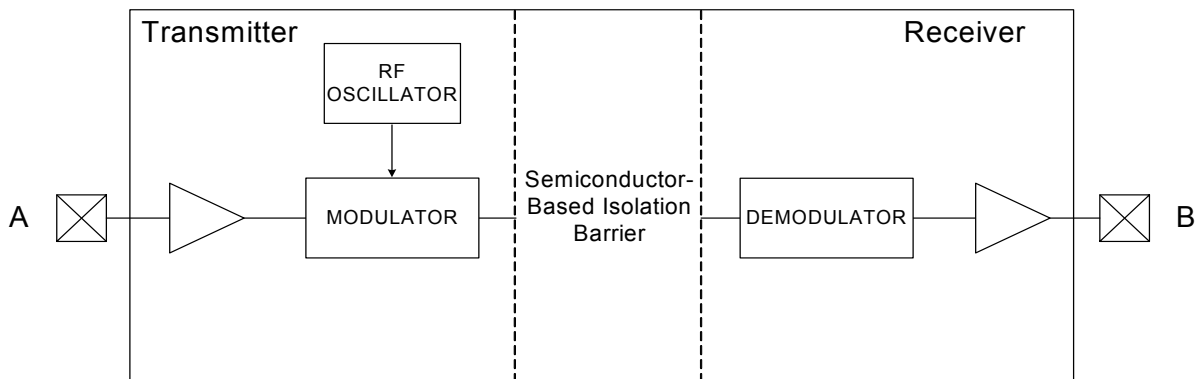 Transmitter
Receiver
RF
OSCILLATOR
A
MODULATOR
Semiconductor-
Based Isolation
Barrier
DEMODULATOR
B